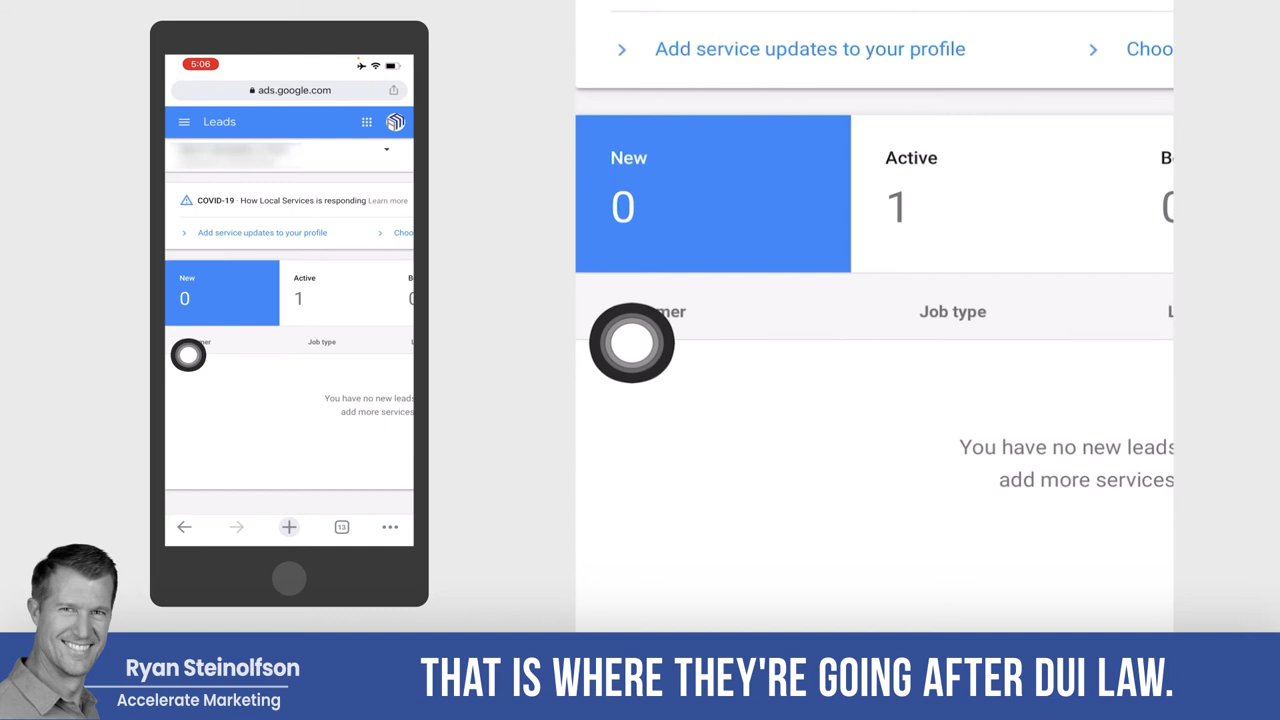 5:06
ads.google.com
Leads
COVID-19 · How Local Services is responding Learn more
Add service updates to your profile
Choo
New
Active
B
0
1
mer
Job type
You have no new leads
add more services
13
Add service updates to your profile
Choo
New
Active
B
0
1
mer
Job type
You have no new leads
add more services
Ryan Steinolfson
Accelerate Marketing
THAT IS WHERE THEY'RE GOING AFTER DUI LAW.